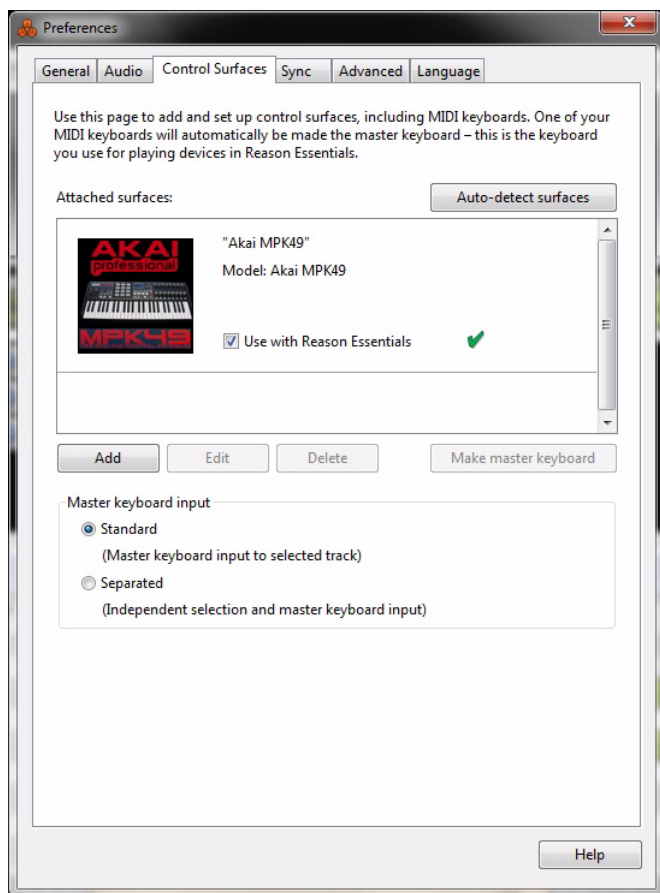 Preferences
General Audio Control Surfaces Sync Advanced Language
Use this page to add and set up control surfaces, including MIDI keyboards. One of your
MIDI keyboards will automatically be made the master keyboard – this is the keyboard
you use for playing devices in Reason Essentials.
Attached surfaces:
Auto-detect surfaces
AKAI
professional
MPK49
"Akai MPK49"
Model: Akai MPK49
Use with Reason Essentials
Add Edit Delete Make master keyboard
Master keyboard input
Standard
(Master keyboard input to selected track)
Separated
(Independent selection and master keyboard input)
Help